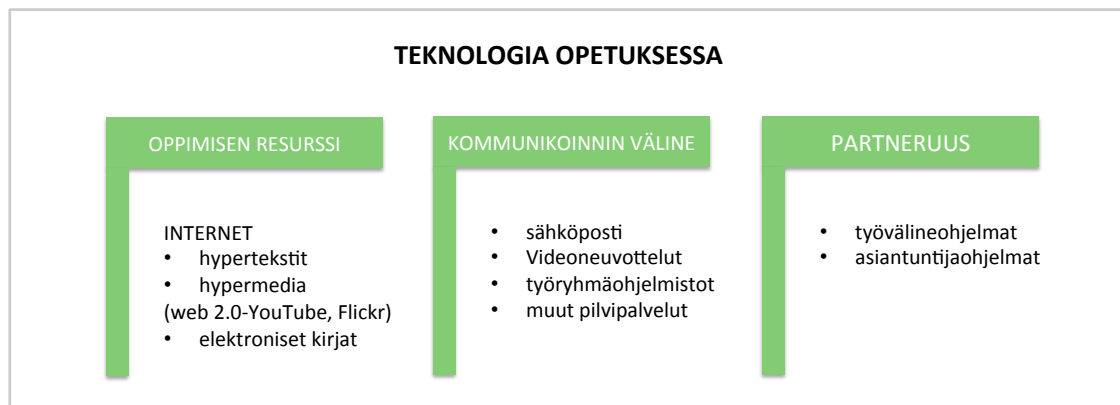 TEKNOLOGIA OPETUKSESSA
OPPIMISEN RESURSSI
INTERNET
• hypertekstit
• hypermedia
(web 2.0-YouTube, Flickr)
• elektroniset kirjat
KOMMUNIKOINNIN VÄLINE
• sähköposti
• Videoneuvottelut
• työryhmäohjelmistot
• muut pilvipalvelut
PARTNERUUS
• työvälineohjelmat
• asiantuntijaohjelmat